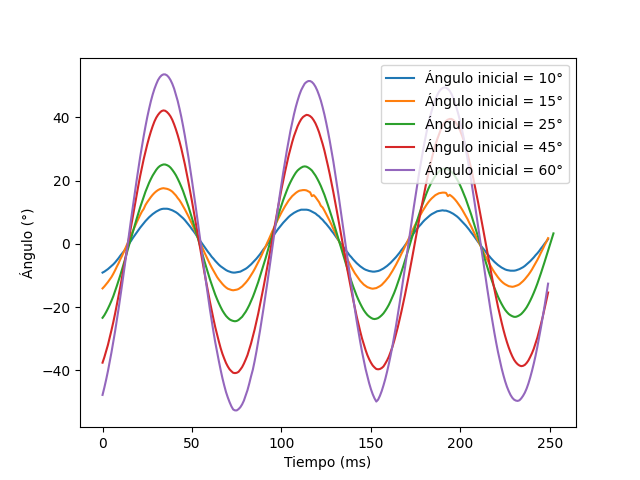 Ángulo inicial = 10°
Ángulo inicial = 15°
Ángulo inicial = 25°
Ángulo inicial = 45°
Ángulo inicial = 60°
40
20
0
−20
−40
Ángulo (°)
0 50 100 150 200 250
Tiempo (ms)